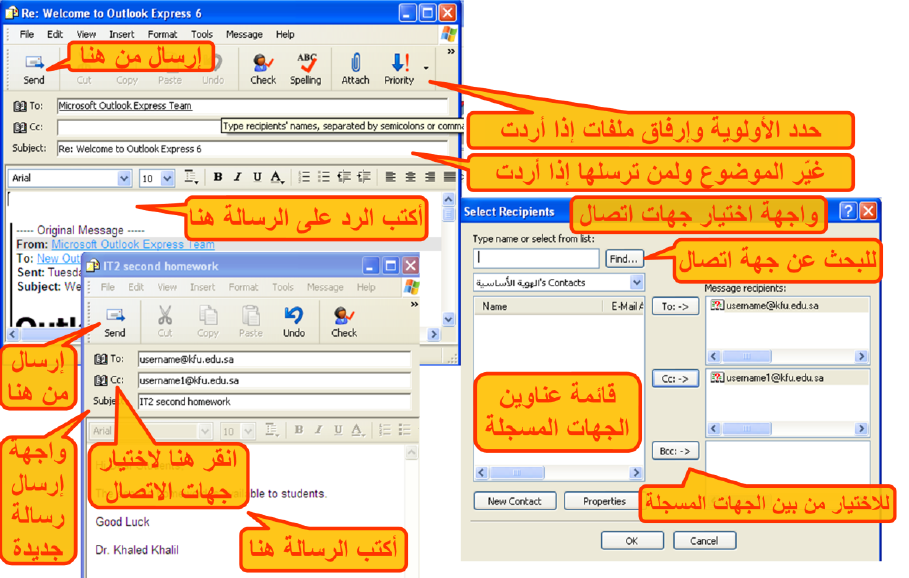 Re: Welcome to Outlook Express 6
File Edit View Insert Format Tools Message Help
إرسال من هنا
Send Cut Copy Paste Undo Check Spelling Attach Priority
To: Microsoft Outlook Express Team
Cc:
Type recipients' names, separated by semicolons or comma
Subject: Re: Welcome to Outlook Express 6
حدد الأولوية وإرفاق ملفات إذا أردت
غيّر الموضوع ولمن ترسلها إذا أردت
Arial 10 B I U A
أكتب الرد على الرسالة هنا
----- Original Message -----
From: Microsoft Outlook Express Team
To: New Out
Sent: Tuesda
Subject: We
IT2 second homework
File Edit View Insert Format Tools Message Help
Send Cut Copy Paste Undo Check
إرسال
من هنا
To: username@kfu.edu.sa
Cc: username1@kfu.edu.sa
Subje IT2 second homework
Arial 10 B I U A
انقر هنا لاختيار
جهات الاتصال
واجهة
إرسال
رسالة
جديدة
ble to students.
Good Luck
Dr. Khaled Khalil
أكتب الرسالة هنا
واجهة اختيار جهات اتصال
Select Recipients
Type name or select from list:
Find...
للبحث عن جهة اتصال
الهوية الأساسية's Contacts
Message recipients:
Name E-Mail A
To: -> username@kfu.edu.sa
Cc: -> username1@kfu.edu.sa
قائمة عناوين
الجهات المسجلة
Bcc: ->
للاختيار من بين الجهات المسجلة
New Contact Properties
OK Cancel